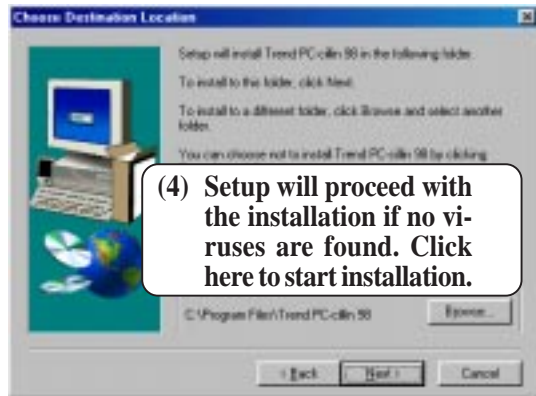 Choose Destination Location
Setup will install Trend PC-cillin 98 in the following folder.
To install to this folder, click Next.
To install to a different folder, click Browse and select another
folder.
You can choose not to install Trend PC-cillin 98 by clicking
(4) Setup will proceed with
the installation if no vi-
ruses are found. Click
here to start installation.
C:\Program Files\Trend PC-cillin 98
Browse...
< Back
Next >
Cancel